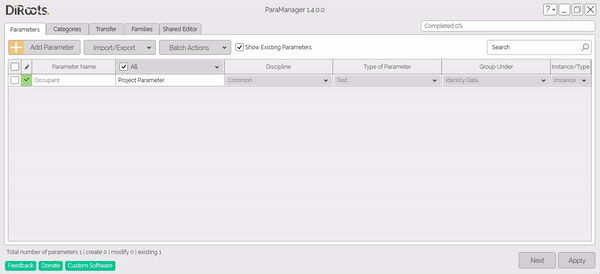 DiRoots.
ParaManager 1.4.0.0
?
Completed 0%
Parameters
Categories
Transfer
Families
Shared Editor
Add Parameter
Import/Export
Batch Actions
Show Existing Parameters
Search
Parameter Name
All
Discipline
Type of Parameter
Group Under
Instance/Type
Occupant
Project Parameter
Common
Text
Identity Data
Instance
Total number of parameters 1 | create 0 | modify 0 | existing 1
Feedback
Donate
Custom Software
Next
Apply